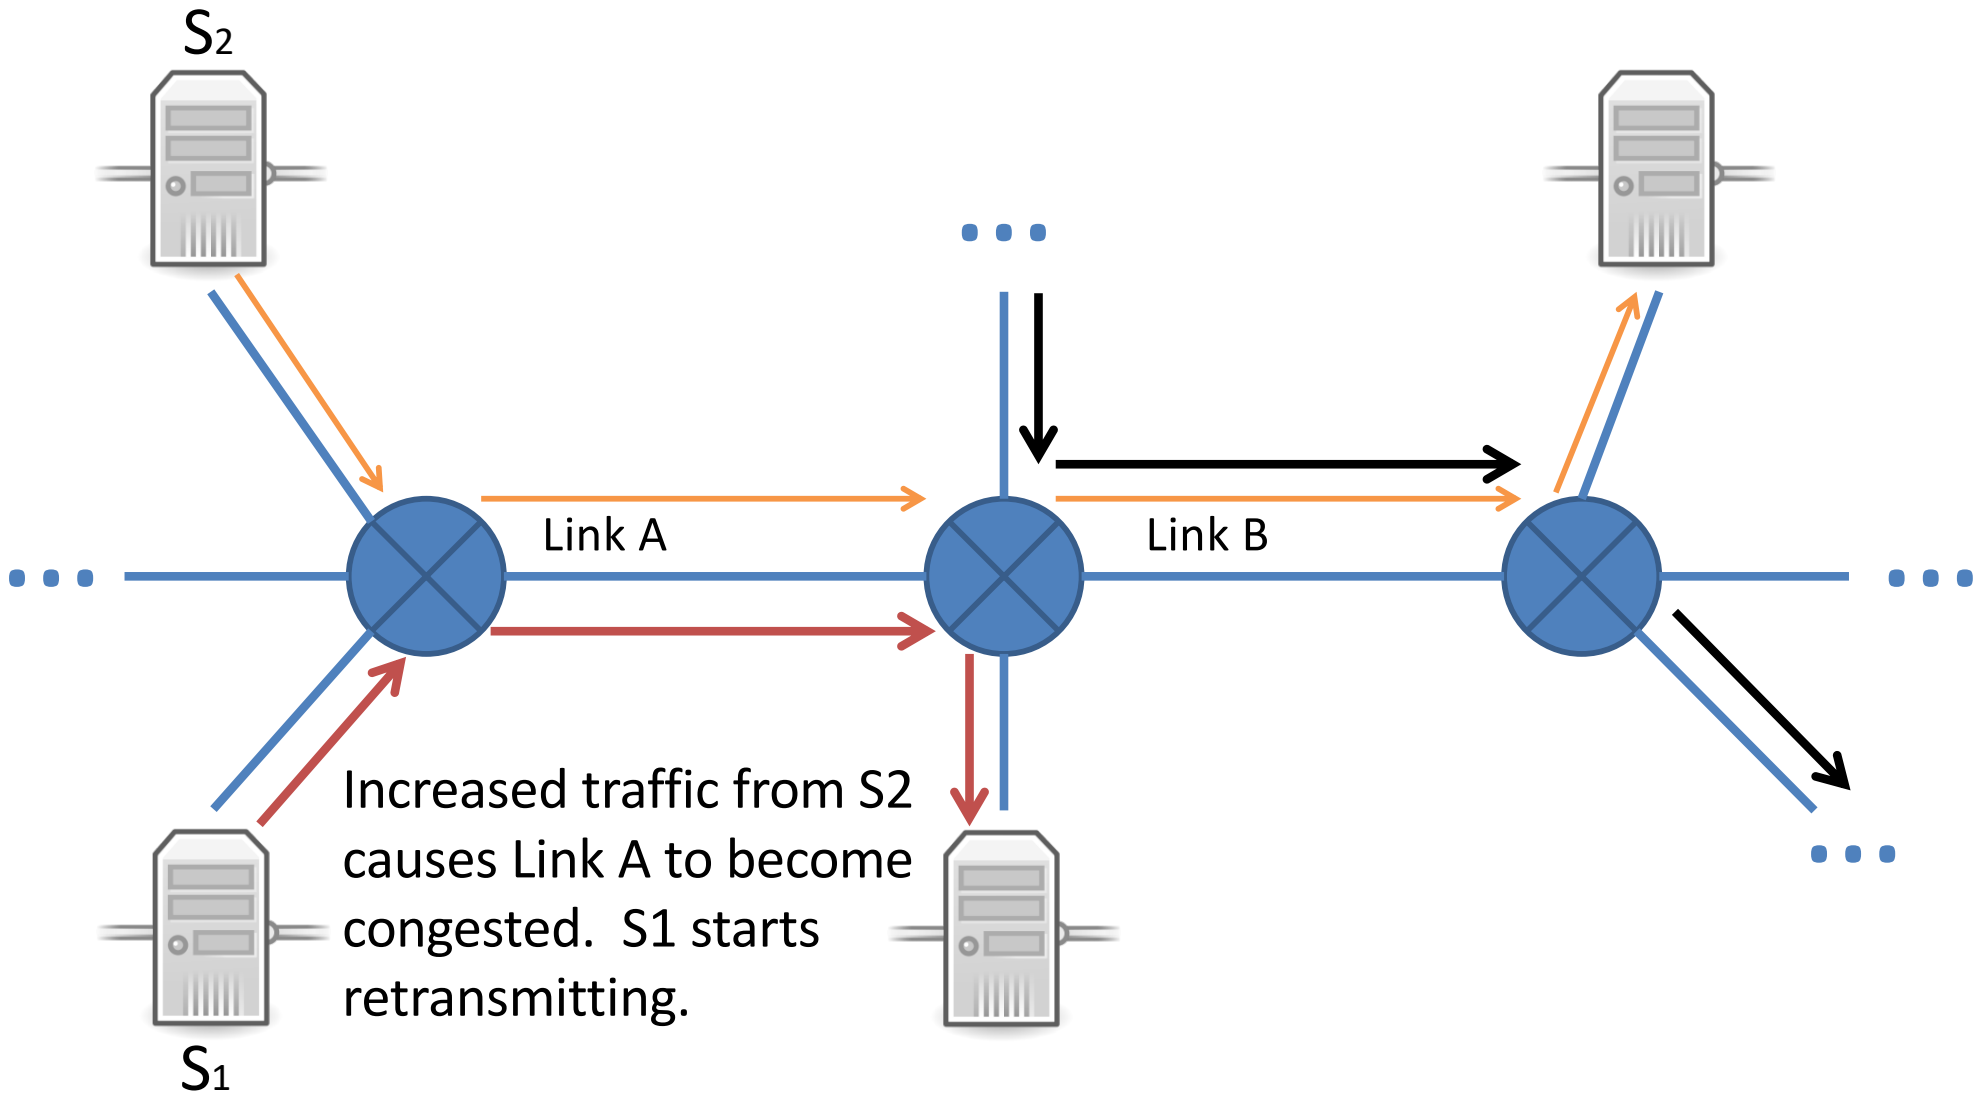 S2
Link A
Link B
Increased traffic from S2
causes Link A to become
congested.  S1 starts
retransmitting.
S1